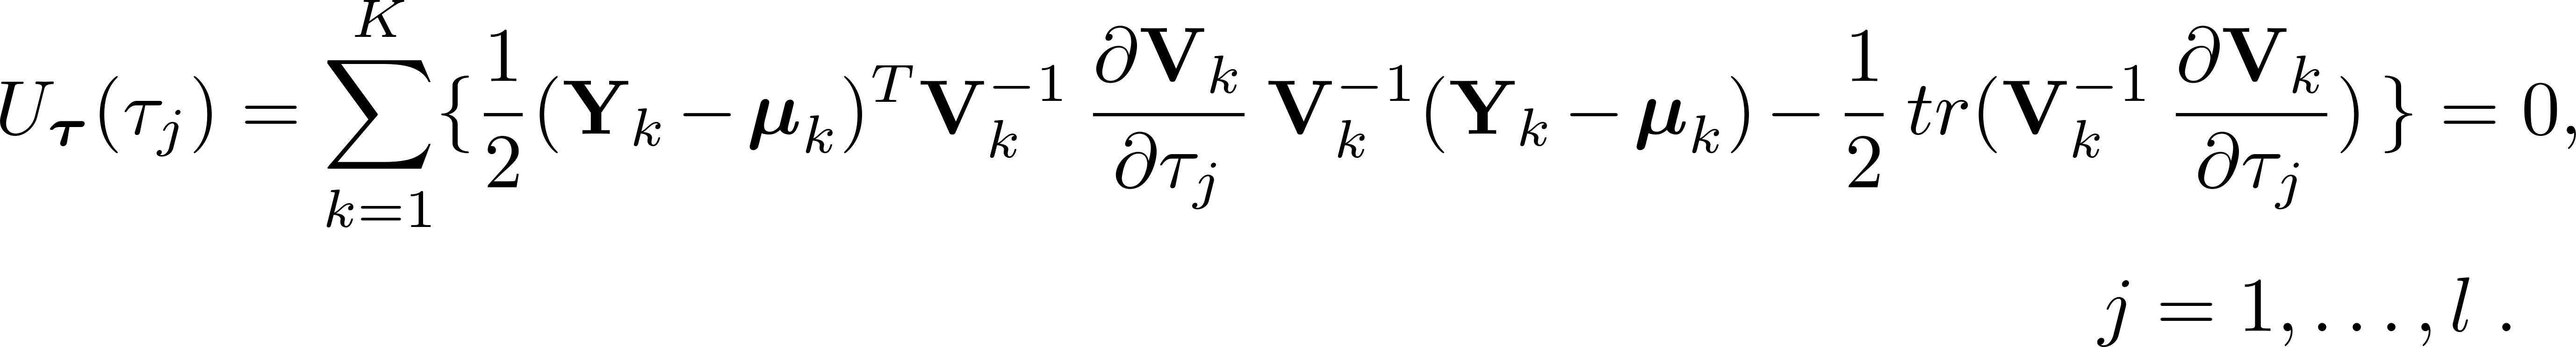 $U_{\boldsymbol{\tau}}(\tau_j) = \sum_{k=1}^{K} \{ \frac{1}{2} (\mathbf{Y}_k - \boldsymbol{\mu}_k)^T \mathbf{V}_k^{-1} \frac{\partial \mathbf{V}_k}{\partial \tau_j} \mathbf{V}_k^{-1} (\mathbf{Y}_k - \boldsymbol{\mu}_k) - \frac{1}{2} tr(\mathbf{V}_k^{-1} \frac{\partial \mathbf{V}_k}{\partial \tau_j}) \} = 0,$
$j = 1, \ldots, l \ .$